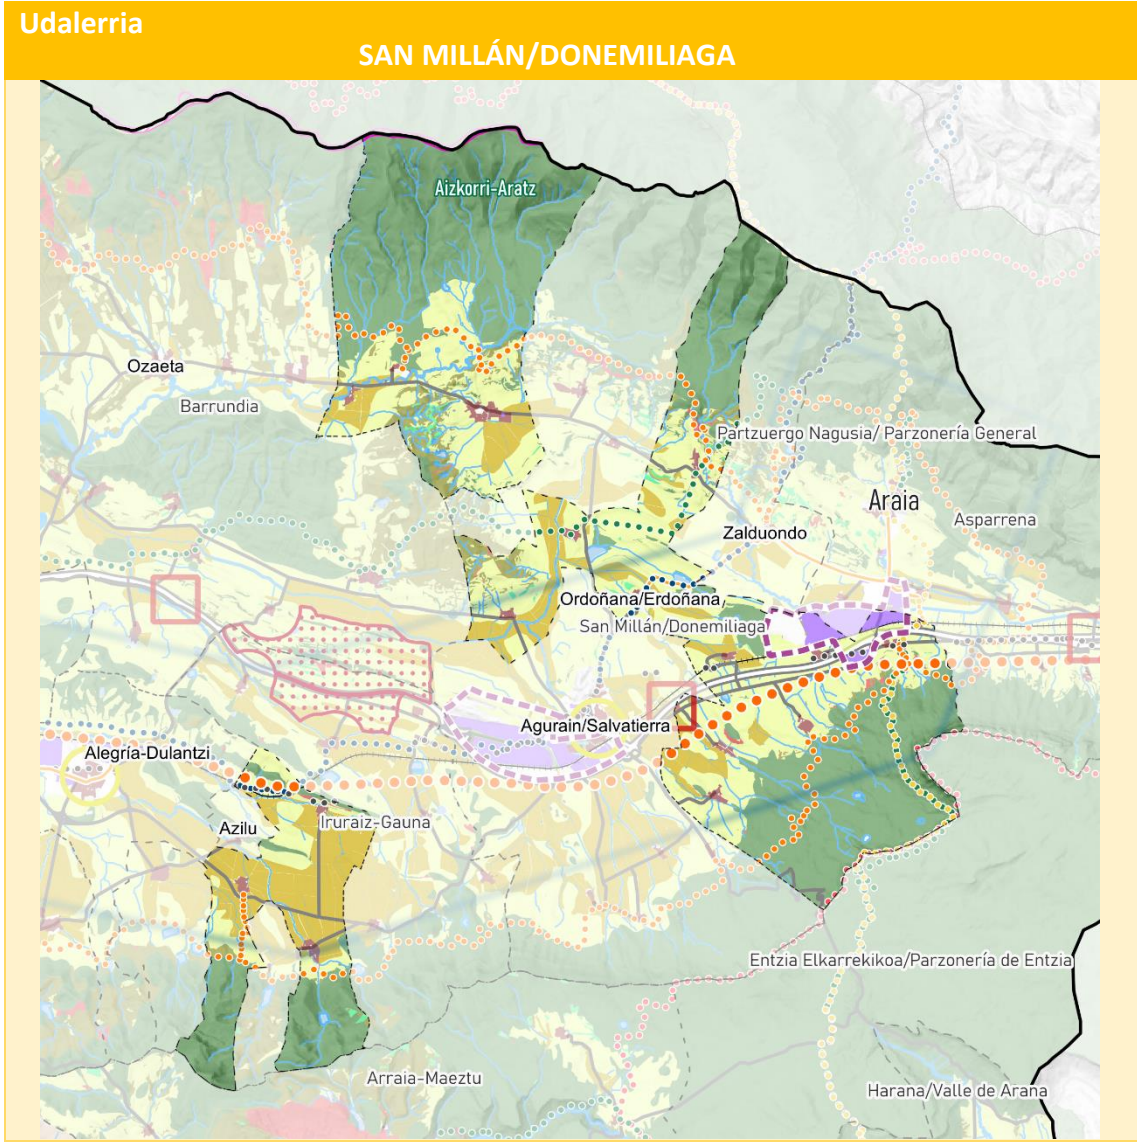 Udalerria
SAN MILLÁN/DONEMILIAGA
Aizkorri-Aratz
Ozaeta
Barrundia
Partzuergo Nagusia/ Parzonería General
Araia
Asparrena
Zalduondo
Ordoñana/Erdoñana
San Millán/Donemiliaga
Agurain/Salvatierra
Alegría-Dulantzi
Azilu
Iruraiz-Gauna
Entzia Elkarrekikoa/Parzonería de Entzia
Arraia-Maeztu
Harana/Valle de Arana